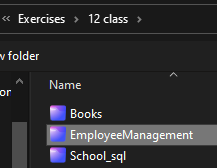 Exercises > 12 class >
w folder
Name
Books
EmployeeManagement
School_sql